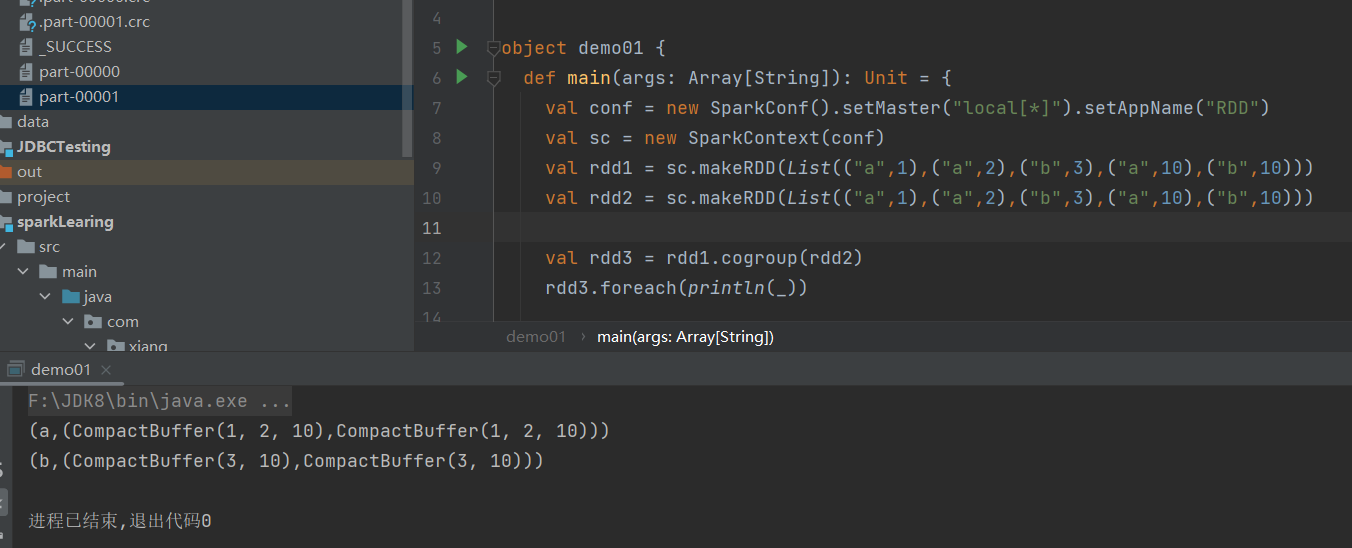 .part-00001.crc
_SUCCESS
part-00000
part-00001
data
JDBCTesting
out
project
sparkLearing
src
main
java
com
xiang
4
5 object demo01 {
6 def main(args: Array[String]): Unit = {
7 val conf = new SparkConf().setMaster("local[*]").setAppName("RDD")
8 val sc = new SparkContext(conf)
9 val rdd1 = sc.makeRDD(List(("a",1),("a",2),("b",3),("a",10),("b",10)))
10 val rdd2 = sc.makeRDD(List(("a",1),("a",2),("b",3),("a",10),("b",10)))
11
12 val rdd3 = rdd1.cogroup(rdd2)
13 rdd3.foreach(println(_))
14
demo01 › main(args: Array[String])
demo01 ×
F:\JDK8\bin\java.exe ...
(a,(CompactBuffer(1, 2, 10),CompactBuffer(1, 2, 10)))
(b,(CompactBuffer(3, 10),CompactBuffer(3, 10)))
进程已结束,退出代码0